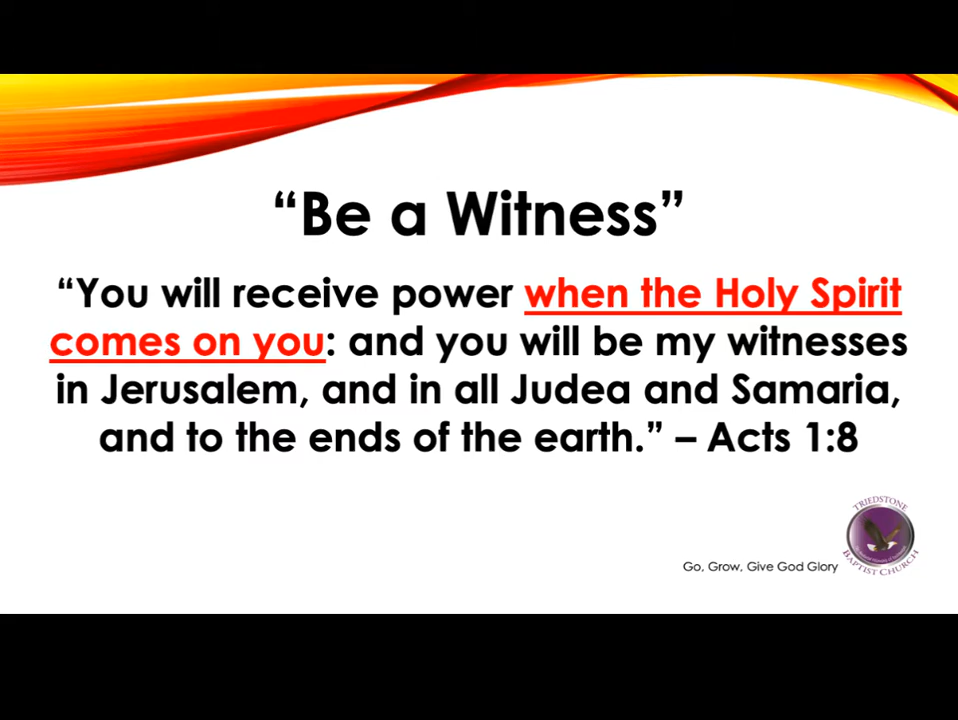 “Be a Witness”
“You will receive power when the Holy Spirit
comes on you: and you will be my witnesses
in Jerusalem, and in all Judea and Samaria,
and to the ends of the earth.” – Acts 1:8
TRIEDSTONE
BAPTIST CHURCH
Go, Grow, Give God Glory